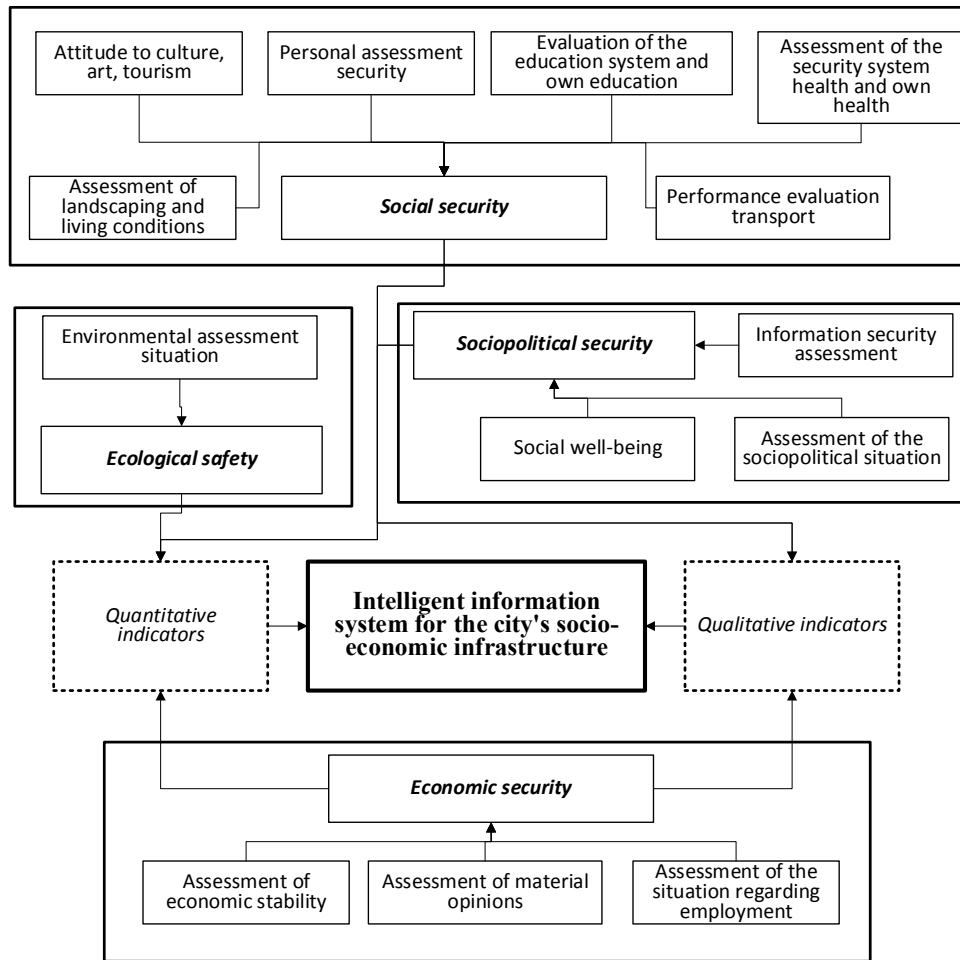 Attitude to culture,
art, tourism
Personal assessment
security
Evaluation of the
education system and
own education
Assessment of the
security system
health and own
health
Assessment of
landscaping and
living conditions
Social security
Performance evaluation
transport
Environmental assessment
situation
Ecological safety
Sociopolitical security
Information security
assessment
Social well-being
Assessment of the
sociopolitical situation
Quantitative
indicators
Intelligent information
system for the city's socio-
economic infrastructure
Qualitative indicators
Economic security
Assessment of
economic stability
Assessment of material
opinions
Assessment of the
situation regarding
employment